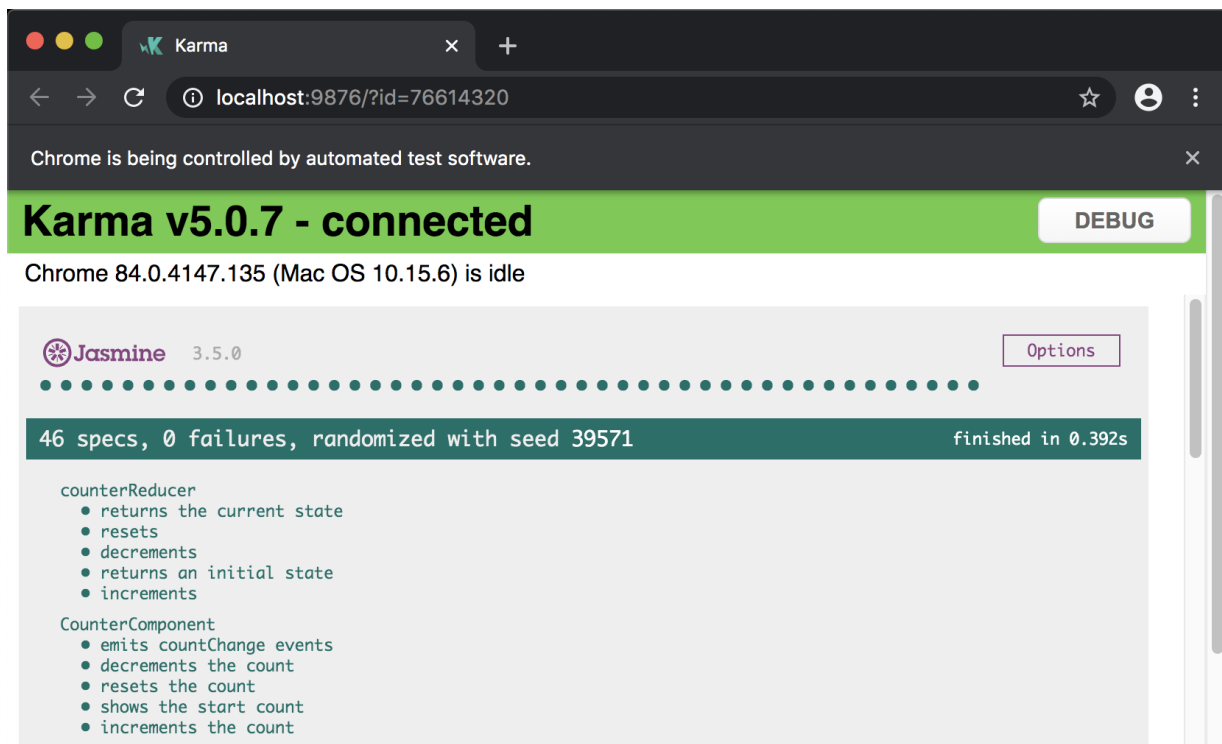 Karma
localhost:9876/?id=76614320
Chrome is being controlled by automated test software.
Karma v5.0.7 - connected
DEBUG
Chrome 84.0.4147.135 (Mac OS 10.15.6) is idle
Jasmine 3.5.0
Options
46 specs, 0 failures, randomized with seed 39571
finished in 0.392s
counterReducer
• returns the current state
• resets
• decrements
• returns an initial state
• increments
CounterComponent
• emits countChange events
• decrements the count
• resets the count
• shows the start count
• increments the count